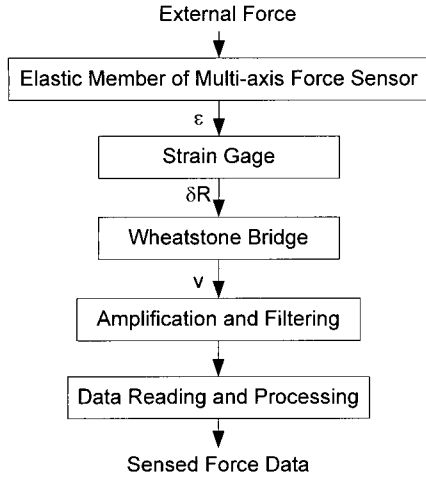 External Force
Elastic Member of Multi-axis Force Sensor
ε
Strain Gage
δR
Wheatstone Bridge
v
Amplification and Filtering
Data Reading and Processing
Sensed Force Data